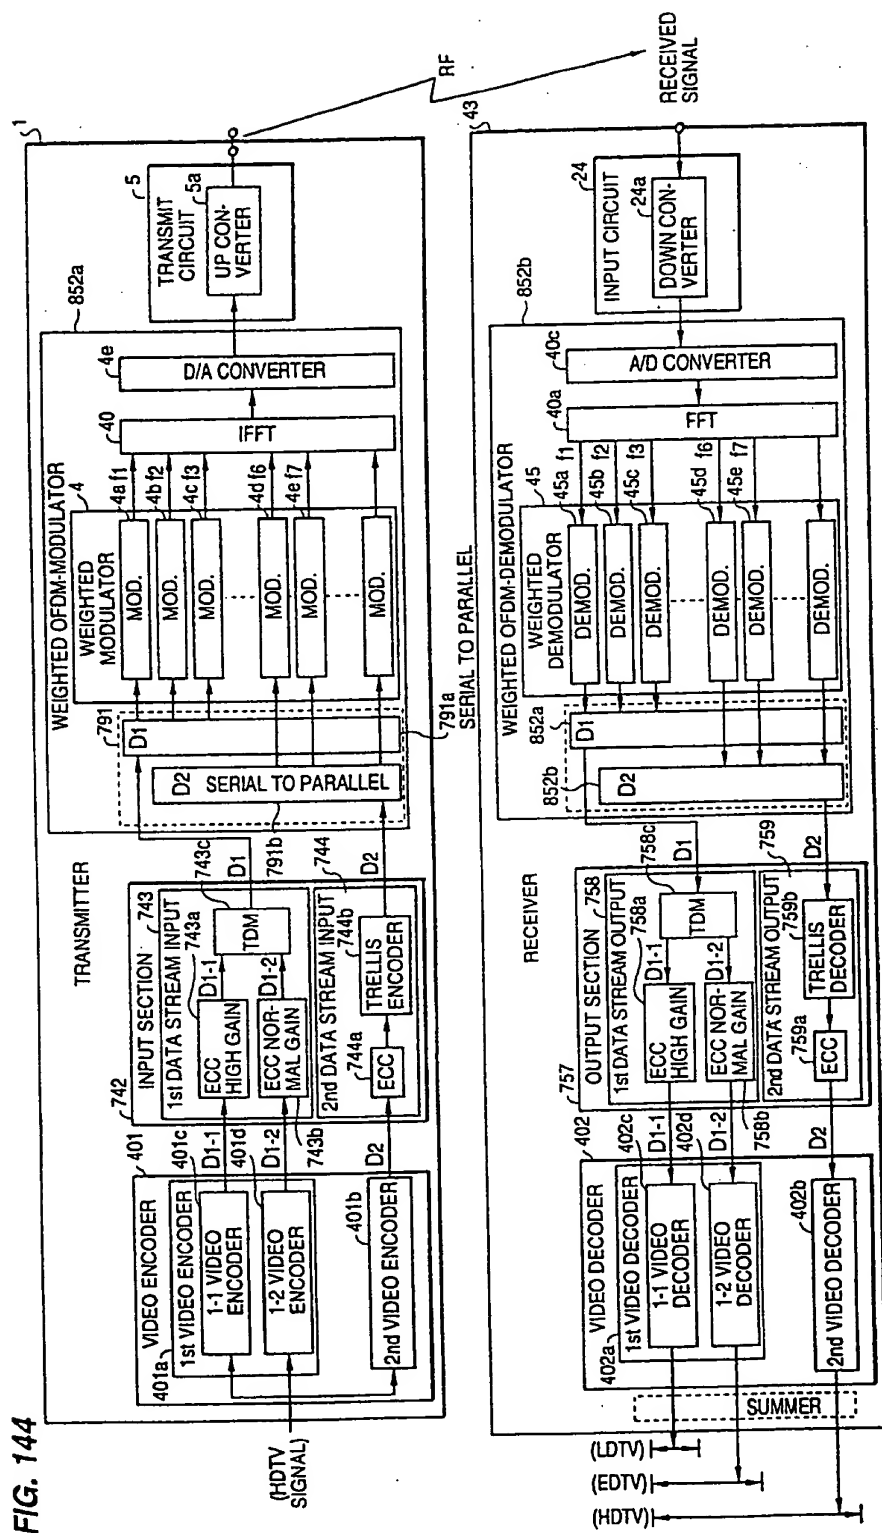 FIG. 144
TRANSMITTER
1
(HDTV
SIGNAL)
VIDEO ENCODER
401
401a
1st VIDEO ENCODER
401c
1-1 VIDEO
ENCODER
401d
1-2 VIDEO
ENCODER
401b
2nd VIDEO ENCODER
D1-1
D1-2
D2
742
INPUT SECTION
743
1st DATA STREAM INPUT
743a
ECC
HIGH GAIN
ECC NOR-
MAL GAIN
743b
D1-1
D1-2
743c
TDM
D1
2nd DATA STREAM INPUT
744
744a
ECC
744b
TRELLIS
ENCODER
D2
WEIGHTED OFDM-MODULATOR
852a
791
D1
D2
SERIAL TO PARALLEL
791b
791a
SERIAL TO PARALLEL
WEIGHTED
MODULATOR
4
MOD.
4a f1
MOD.
4b f2
MOD.
4c f3
MOD.
4d f6
MOD.
4e f7
MOD.
40
IFFT
4e
D/A CONVERTER
TRANSMIT
CIRCUIT
5
5a
UP CON-
VERTER
RF
RECEIVED
SIGNAL
RECEIVER
43
(LDTV)
(EDTV)
(HDTV)
SUMMER
VIDEO DECODER
402
402a
1st VIDEO DECODER
402c
1-1 VIDEO
DECODER
402d
1-2 VIDEO
DECODER
402b
2nd VIDEO DECODER
D1-1
D1-2
D2
757
OUTPUT SECTION
758
1st DATA STREAM OUTPUT
758a
ECC
HIGH GAIN
ECC NOR-
MAL GAIN
758b
D1-1
D1-2
758c
TDM
D1
2nd DATA STREAM OUTPUT
759
759a
ECC
759b
TRELLIS
DECODER
D2
WEIGHTED OFDM-DEMODULATOR
852b
852a
D1
852b
D2
WEIGHTED
DEMODULATOR
45
DEMOD.
45a f1
DEMOD.
45b f2
DEMOD.
45c f3
DEMOD.
45d f6
DEMOD.
45e f7
DEMOD.
40a
FFT
40c
A/D CONVERTER
INPUT CIRCUIT
24
24a
DOWN CON-
VERTER